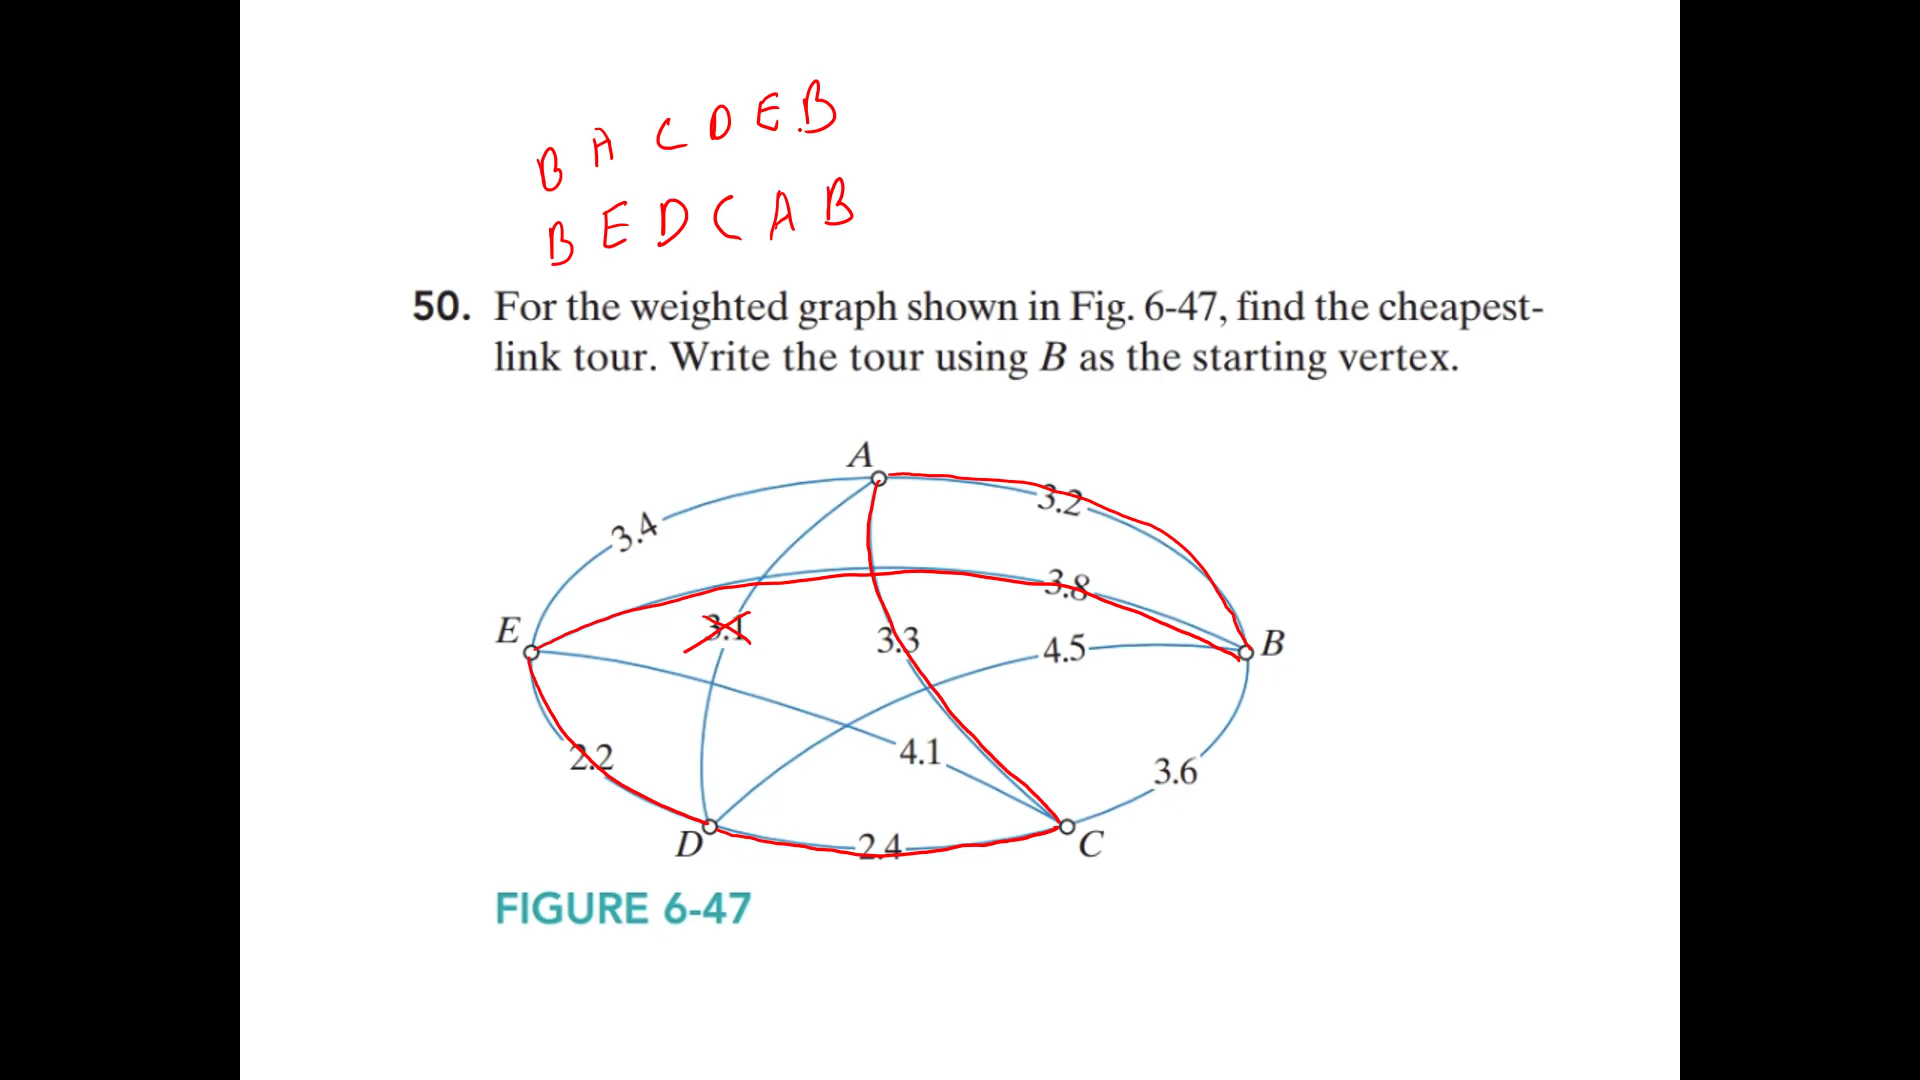 B A C D E B
B E D C A B
50. For the weighted graph shown in Fig. 6-47, find the cheapest-
link tour. Write the tour using B as the starting vertex.
A
3.2
3.4
3.8
E
3.1
3.3
4.5
B
2.2
4.1
3.6
D
2.4
C
FIGURE 6-47